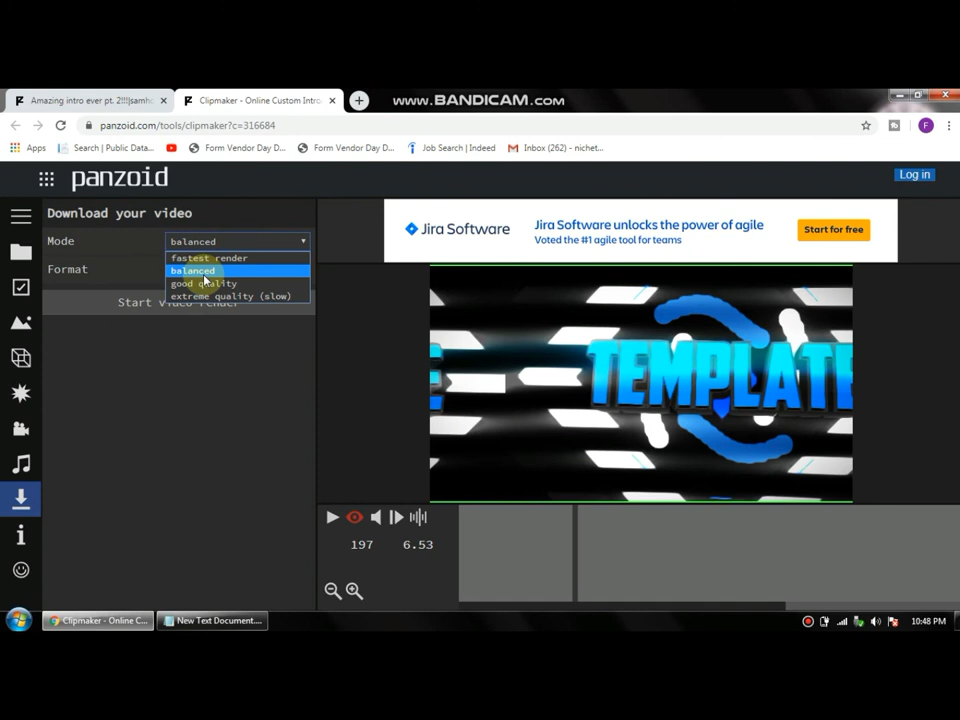 Amazing intro ever pt. 2!!!|samh
Clipmaker - Online Custom Intro
WWW.BANDICAM.COM
panzoid.com/tools/clipmaker?c=316684
F
Apps
Search | Public Data...
Form Vendor Day D...
Form Vendor Day D...
Job Search | Indeed
Inbox (262) - nichet...
panzoid
Log in
Download your video
Mode
balanced
fastest render
balanced
good quality
extreme quality (slow)
Format
Start video render
Jira Software
Jira Software unlocks the power of agile
Voted the #1 agile tool for teams
Start for free
E
TEMPLATE
197
6.53
Clipmaker - Online C...
New Text Document....
10:48 PM